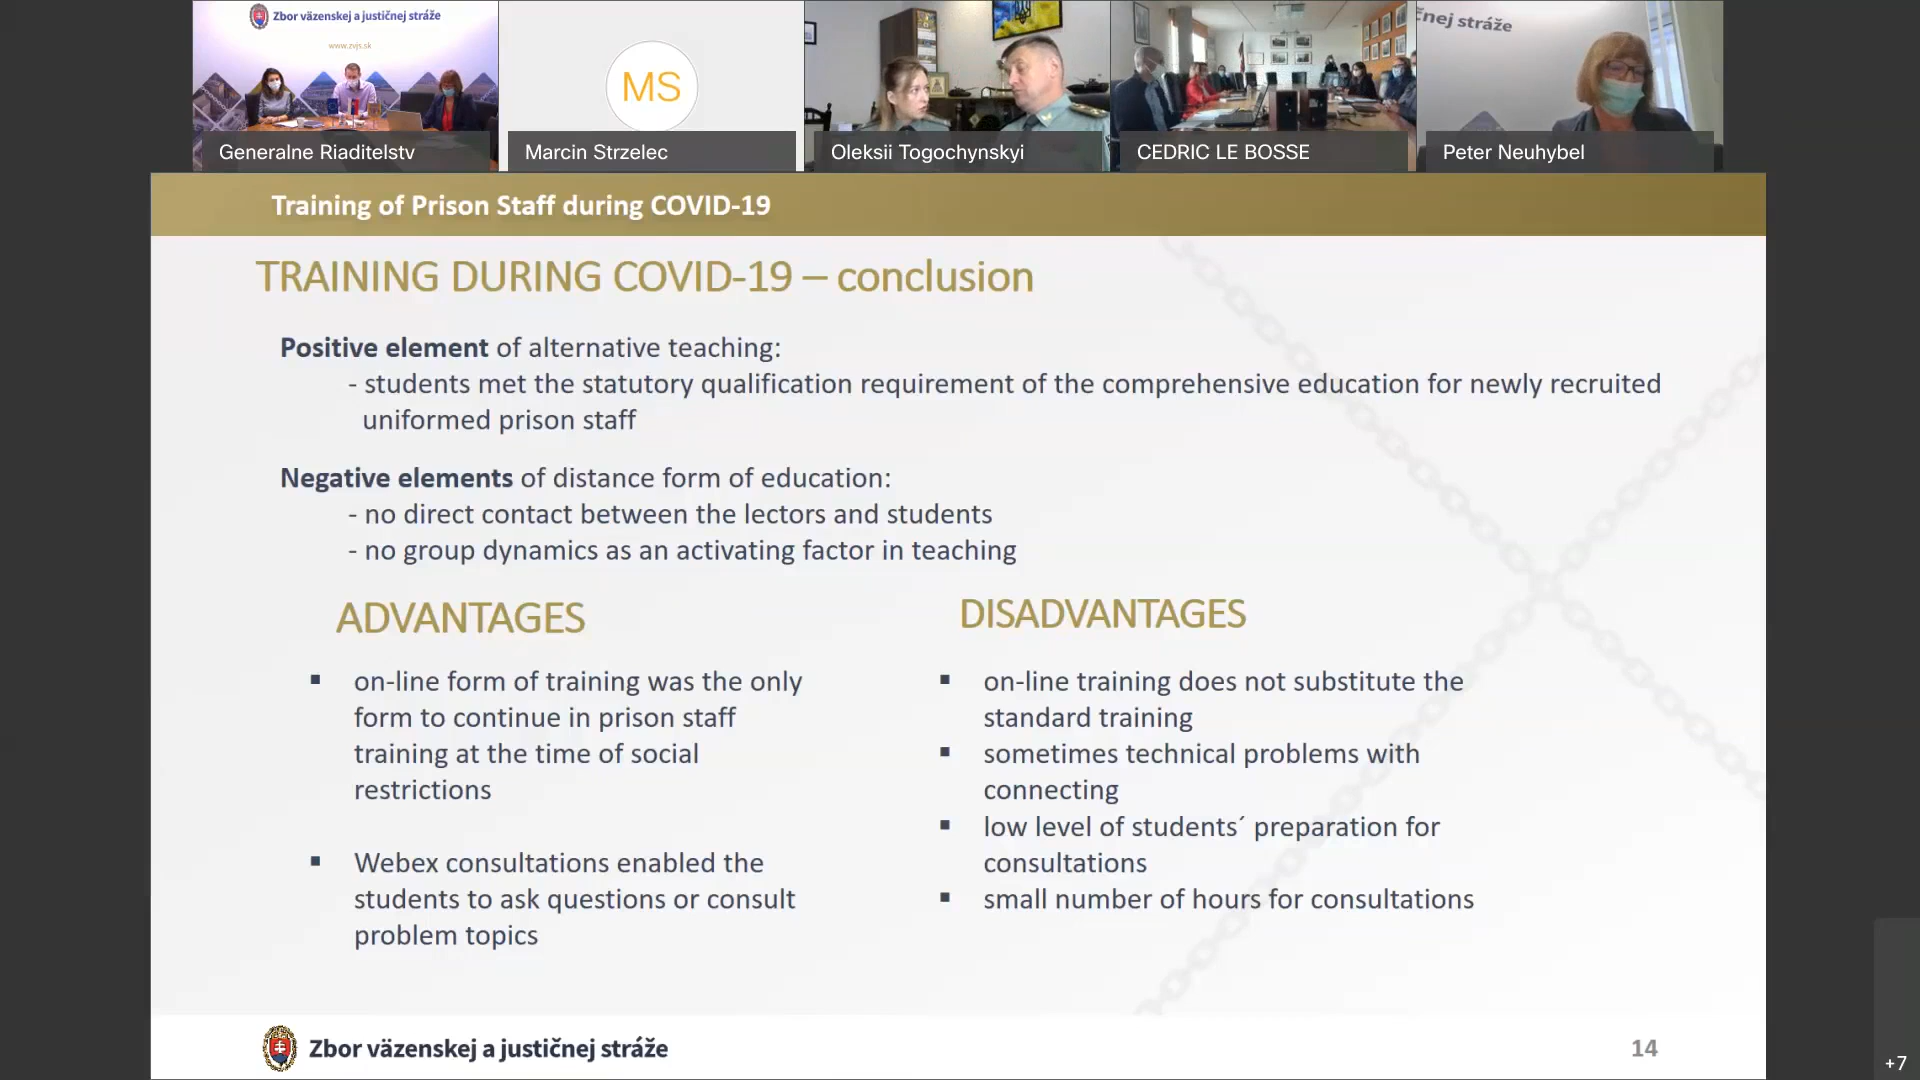 Zbor väzenskej a justičnej stráže
www.zvjs.sk
MS
čnej stráže
Generalne Riaditelstv
Marcin Strzelec
Oleksii Togochynskyi
CEDRIC LE BOSSE
Peter Neuhybel
Training of Prison Staff during COVID-19
TRAINING DURING COVID-19 – conclusion
Positive element of alternative teaching:
- students met the statutory qualification requirement of the comprehensive education for newly recruited
uniformed prison staff
Negative elements of distance form of education:
- no direct contact between the lectors and students
- no group dynamics as an activating factor in teaching
ADVANTAGES
▪ on-line form of training was the only
form to continue in prison staff
training at the time of social
restrictions
▪ Webex consultations enabled the
students to ask questions or consult
problem topics
DISADVANTAGES
▪ on-line training does not substitute the
standard training
▪ sometimes technical problems with
connecting
▪ low level of students´ preparation for
consultations
▪ small number of hours for consultations
Zbor väzenskej a justičnej stráže
14
+7